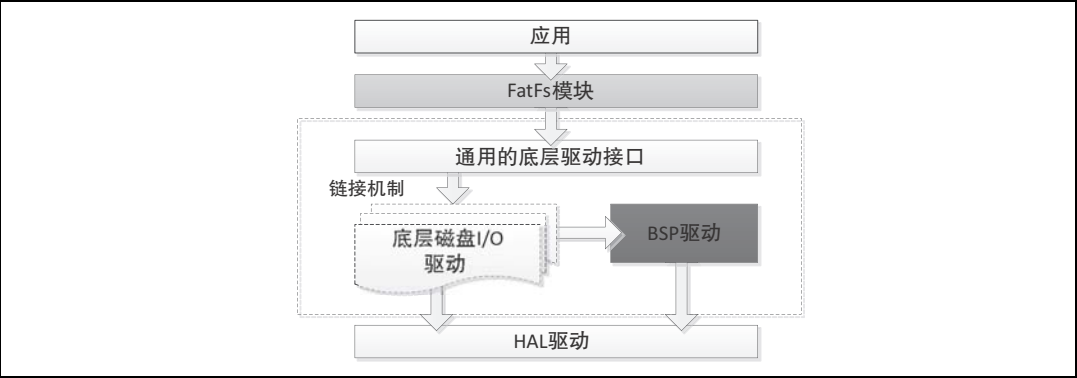 应用
FatFs模块
通用的底层驱动接口
链接机制
底层磁盘I/O
驱动
BSP驱动
HAL驱动